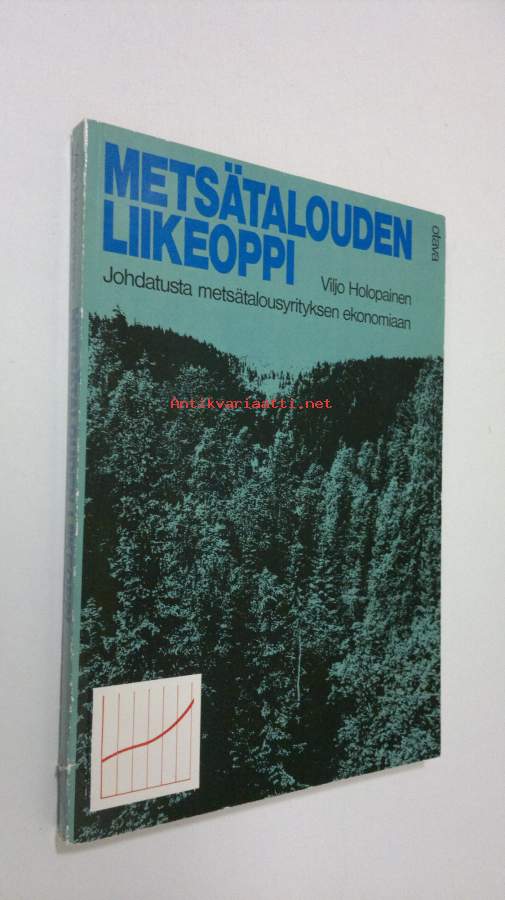 METSÄTALOUDEN
LIIKEOPPI
Viljo Holopainen
Johdatusta metsätalousyrityksen ekonomiaan
otava
Antikvariaatti.net